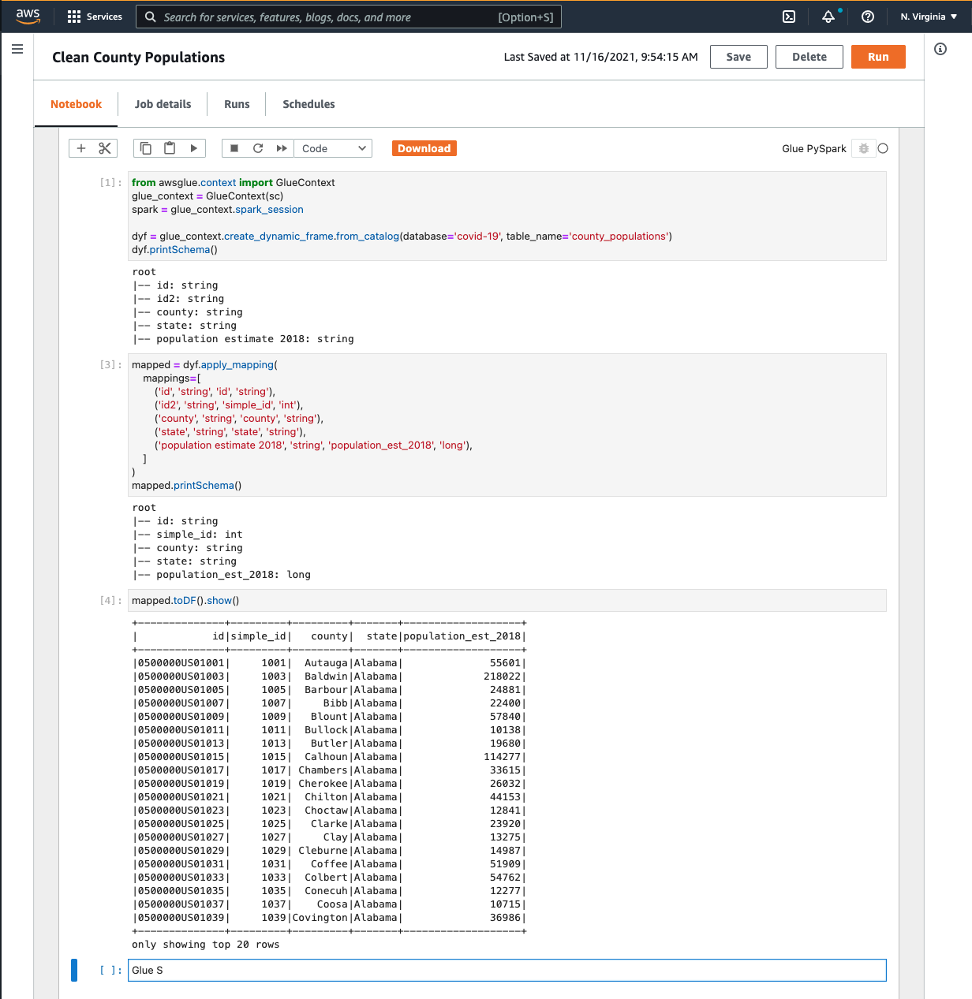 aws Services Search for services, features, blogs, docs, and more [Option+S] N. Virginia
Clean County Populations Last Saved at 11/16/2021, 9:54:15 AM Save Delete Run
Notebook Job details Runs Schedules
Code Download Glue PySpark
[1]: from awsglue.context import GlueContext
glue_context = GlueContext(sc)
spark = glue_context.spark_session
dyf = glue_context.create_dynamic_frame.from_catalog(database='covid-19', table_name='county_populations')
dyf.printSchema()
root
|-- id: string
|-- id2: string
|-- county: string
|-- state: string
|-- population estimate 2018: string
[3]: mapped = dyf.apply_mapping(
mappings=[
('id', 'string', 'id', 'string'),
('id2', 'string', 'simple_id', 'int'),
('county', 'string', 'county', 'string'),
('state', 'string', 'state', 'string'),
('population estimate 2018', 'string', 'population_est_2018', 'long'),
]
)
mapped.printSchema()
root
|-- id: string
|-- simple_id: int
|-- county: string
|-- state: string
|-- population_est_2018: long
[4]: mapped.toDF().show()
+--------------+---------+---------+-------+-------------------+
|            id|simple_id|   county|  state|population_est_2018|
+--------------+---------+---------+-------+-------------------+
|0500000US01001|     1001|  Autauga|Alabama|              55601|
|0500000US01003|     1003|  Baldwin|Alabama|             218022|
|0500000US01005|     1005|  Barbour|Alabama|              24881|
|0500000US01007|     1007|     Bibb|Alabama|              22400|
|0500000US01009|     1009|   Blount|Alabama|              57840|
|0500000US01011|     1011|  Bullock|Alabama|              10138|
|0500000US01013|     1013|   Butler|Alabama|              19680|
|0500000US01015|     1015|  Calhoun|Alabama|             114277|
|0500000US01017|     1017| Chambers|Alabama|              33615|
|0500000US01019|     1019| Cherokee|Alabama|              26032|
|0500000US01021|     1021|  Chilton|Alabama|              44153|
|0500000US01023|     1023|  Choctaw|Alabama|              12841|
|0500000US01025|     1025|   Clarke|Alabama|              23920|
|0500000US01027|     1027|     Clay|Alabama|              13275|
|0500000US01029|     1029| Cleburne|Alabama|              14987|
|0500000US01031|     1031|   Coffee|Alabama|              51909|
|0500000US01033|     1033|  Colbert|Alabama|              54762|
|0500000US01035|     1035|  Conecuh|Alabama|              12277|
|0500000US01037|     1037|    Coosa|Alabama|              10715|
|0500000US01039|     1039|Covington|Alabama|              36986|
+--------------+---------+---------+-------+-------------------+
only showing top 20 rows
[ ]: Glue S